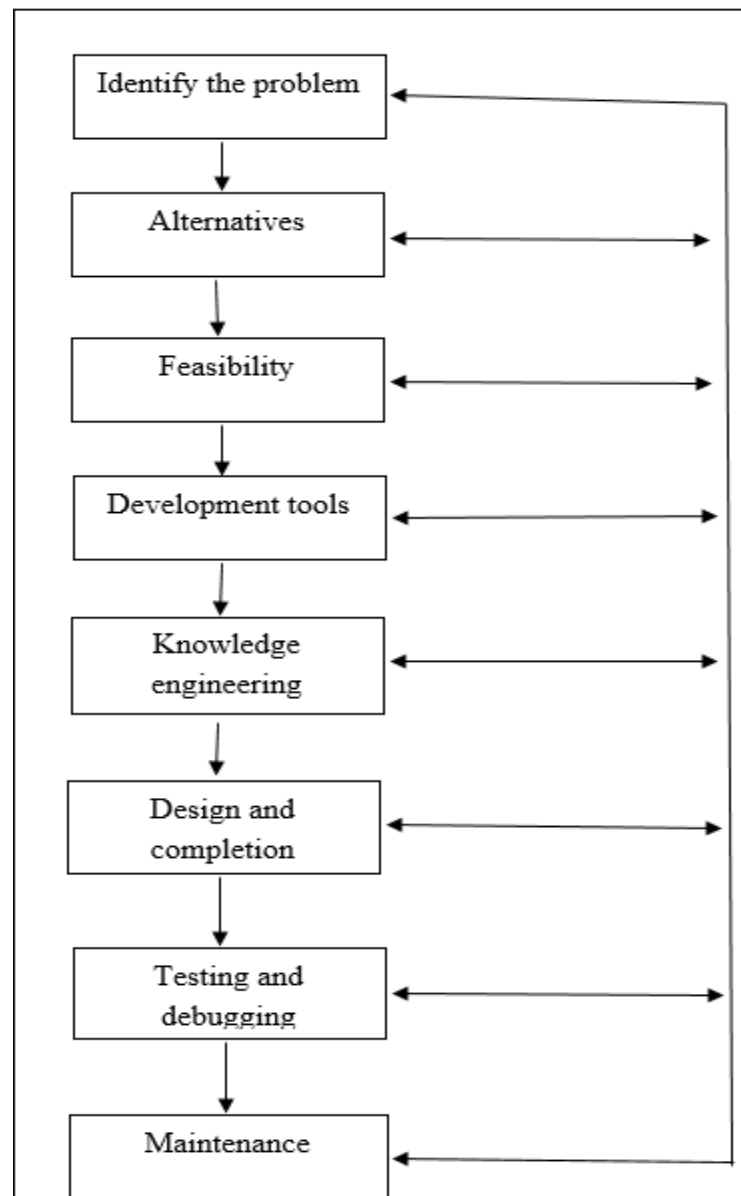 Identify the problem
Alternatives
Feasibility
Development tools
Knowledge
engineering
Design and
completion
Testing and
debugging
Maintenance